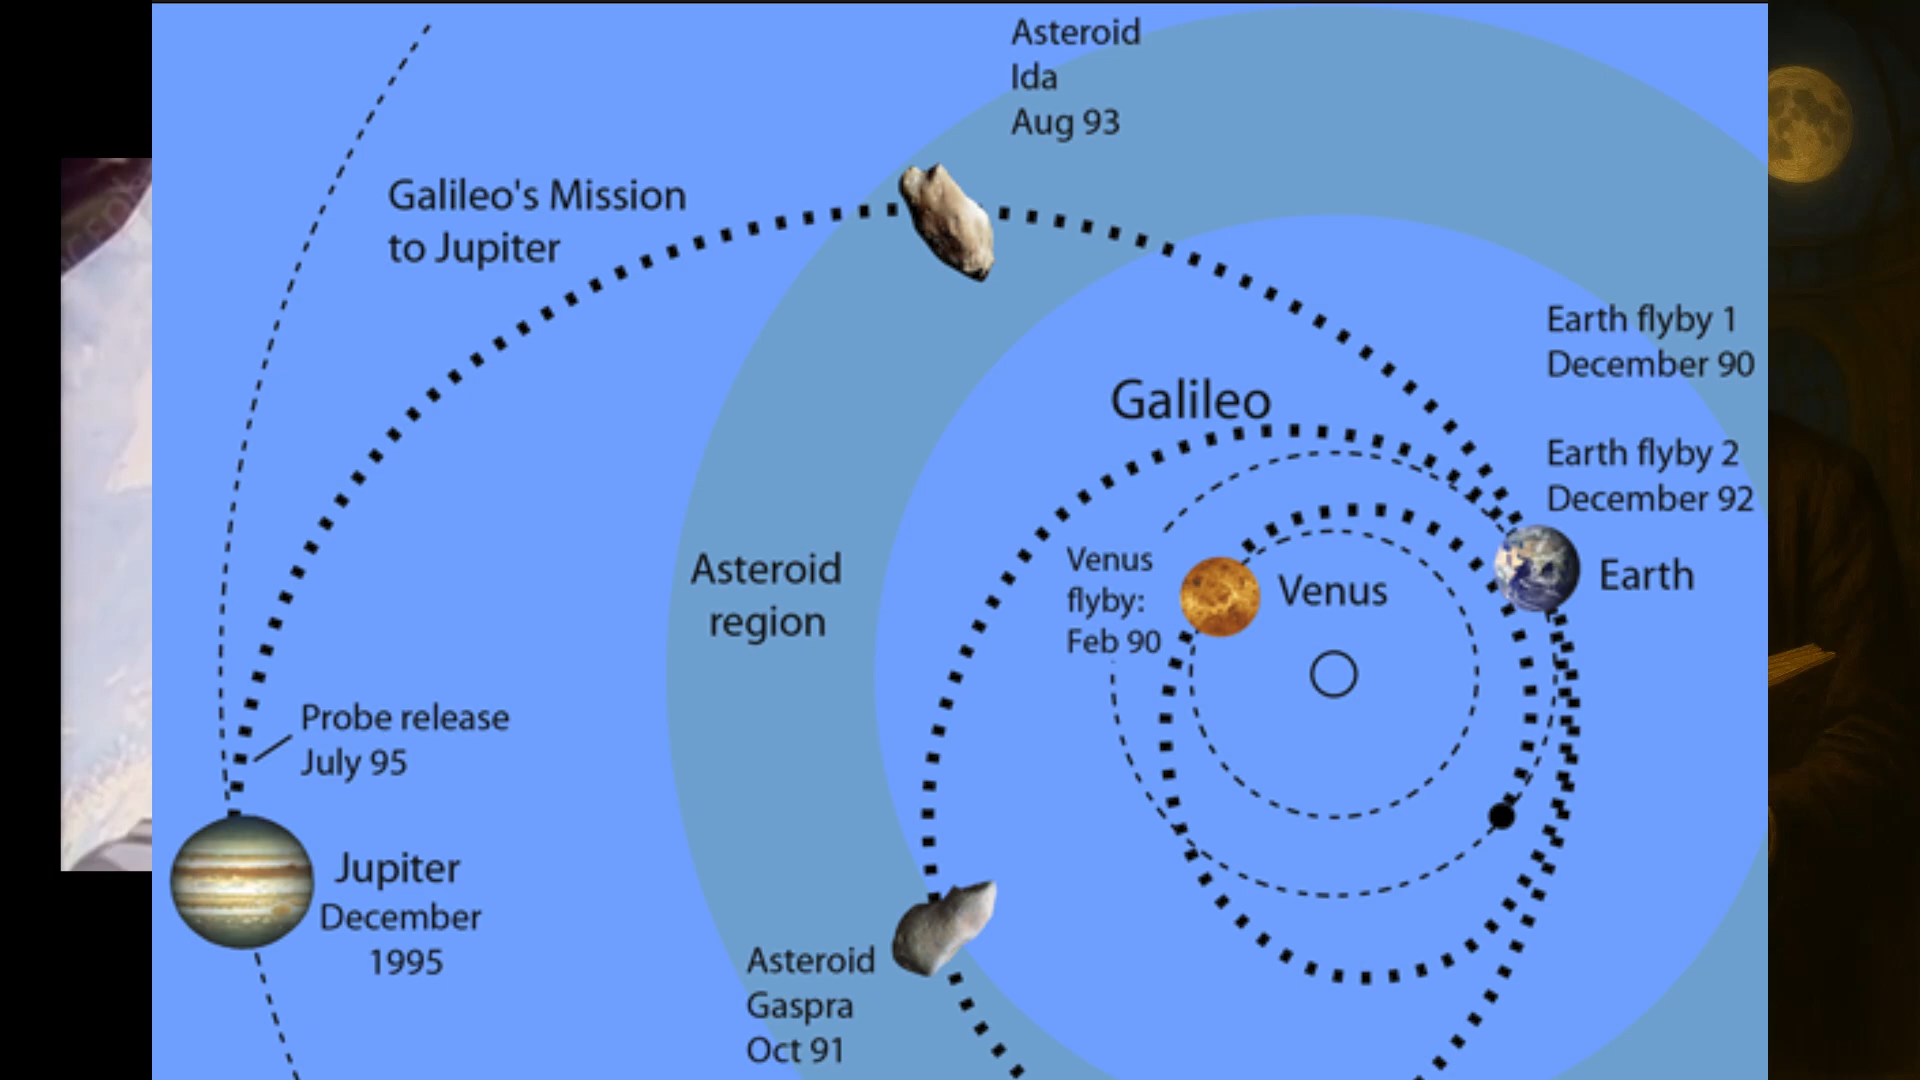 Asteroid
Ida
Aug 93
Galileo's Mission
to Jupiter
Earth flyby 1
December 90
Galileo
Earth flyby 2
December 92
Asteroid
region
Venus
flyby:
Feb 90
Venus
Earth
Probe release
July 95
Jupiter
December
1995
Asteroid
Gaspra
Oct 91